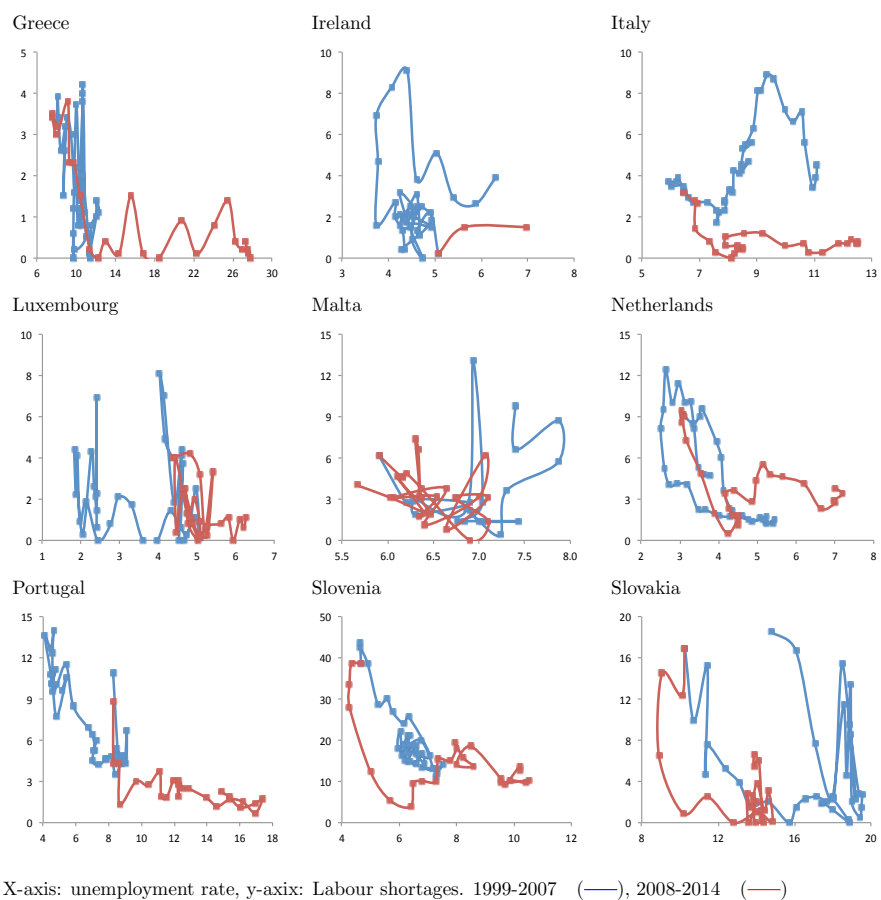 Greece Ireland Italy
5 10 10
4 8 8
3 6 6
2 4 4
1 2 2
0 0 0
6 10 14 18 22 26 30 3 4 5 6 7 8 5 7 9 11 13
Luxembourg Malta Netherlands
10 15 15
8 12 12
6 9 9
4 6 6
2 3 3
0 0 0
1 2 3 4 5 6 7 5.5 6.0 6.5 7.0 7.5 8.0 2 3 4 5 6 7 8
Portugal Slovenia Slovakia
15 50 20
12 40 16
9 30 12
6 20 8
3 10 4
0 0 0
4 6 8 10 12 14 16 18 4 6 8 10 12 8 12 16 20
X-axis: unemployment rate, y-axix: Labour shortages. 1999-2007 (——), 2008-2014 (——)